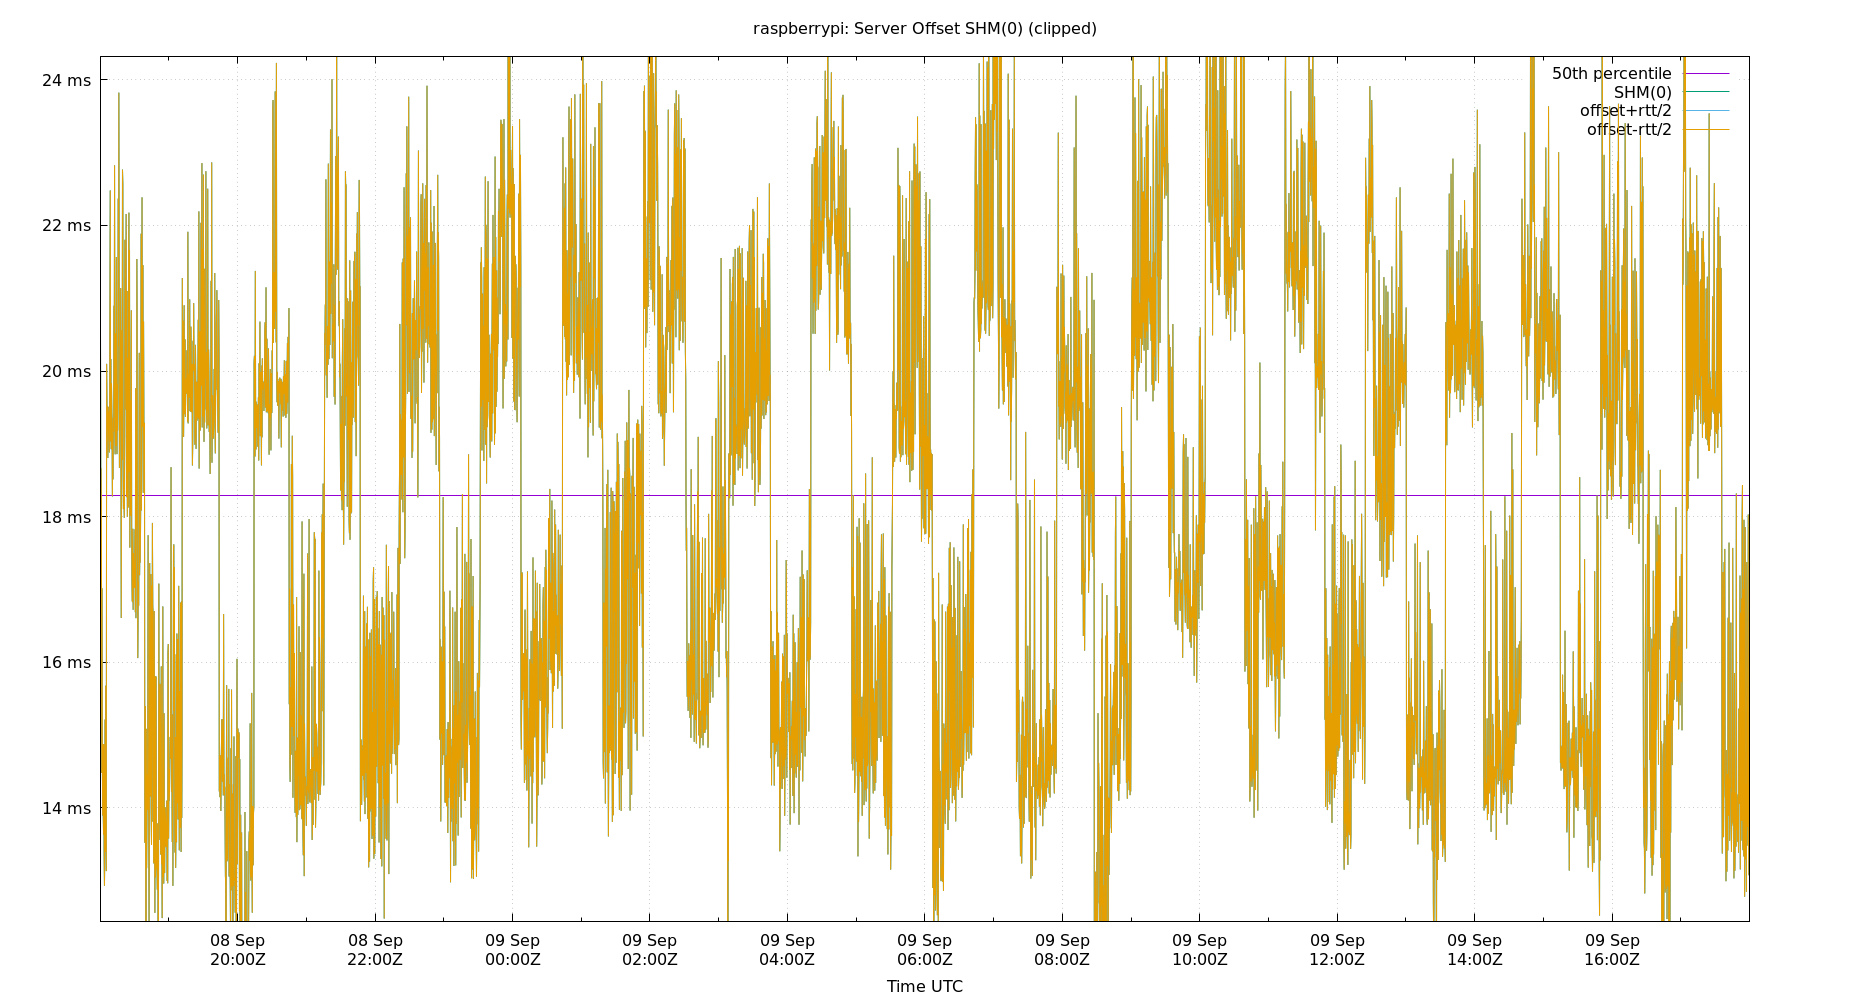 raspberrypi: Server Offset SHM(0) (clipped)
24 ms
22 ms
20 ms
18 ms
16 ms
14 ms
50th percentile
SHM(0)
offset+rtt/2
offset-rtt/2
08 Sep
20:00Z
08 Sep
22:00Z
09 Sep
00:00Z
09 Sep
02:00Z
09 Sep
04:00Z
09 Sep
06:00Z
09 Sep
08:00Z
09 Sep
10:00Z
09 Sep
12:00Z
09 Sep
14:00Z
09 Sep
16:00Z
Time UTC